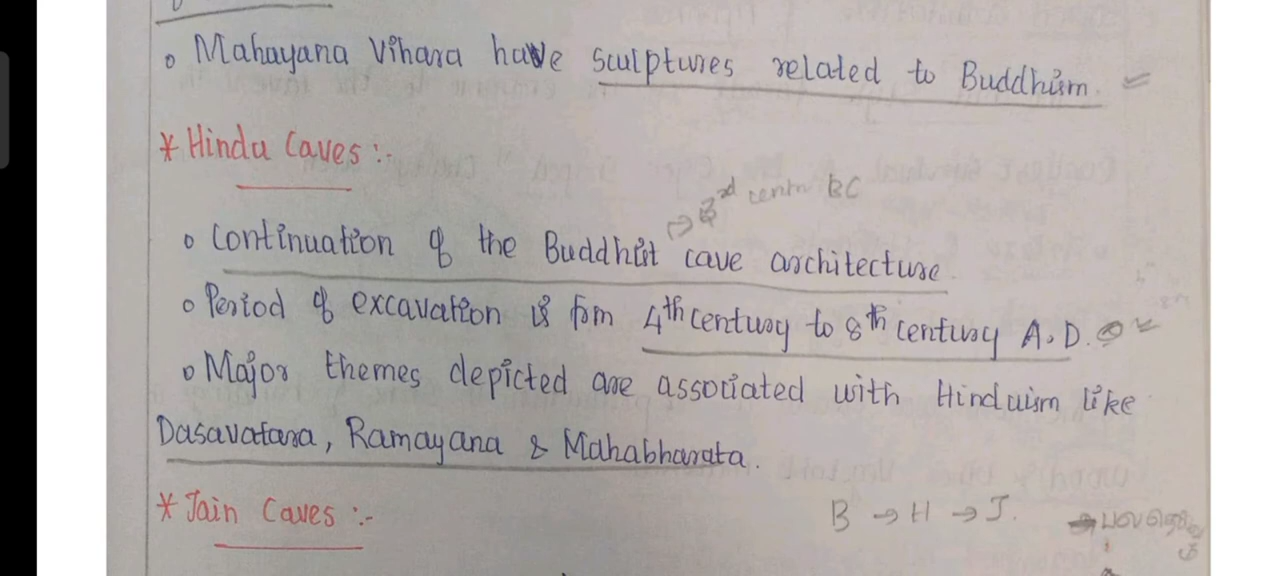 o Mahayana Vihara have sculptures related to Buddhism.
* Hindu Caves :-
→ 3rd centu BC
o Continuation of the Buddhist cave architecture
o Period of excavation is from 4th century to 8th century A.D.
o Major themes depicted are associated with Hinduism like
Dasavatara, Ramayana & Mahabharata.
* Jain Caves :-
B → H → J.